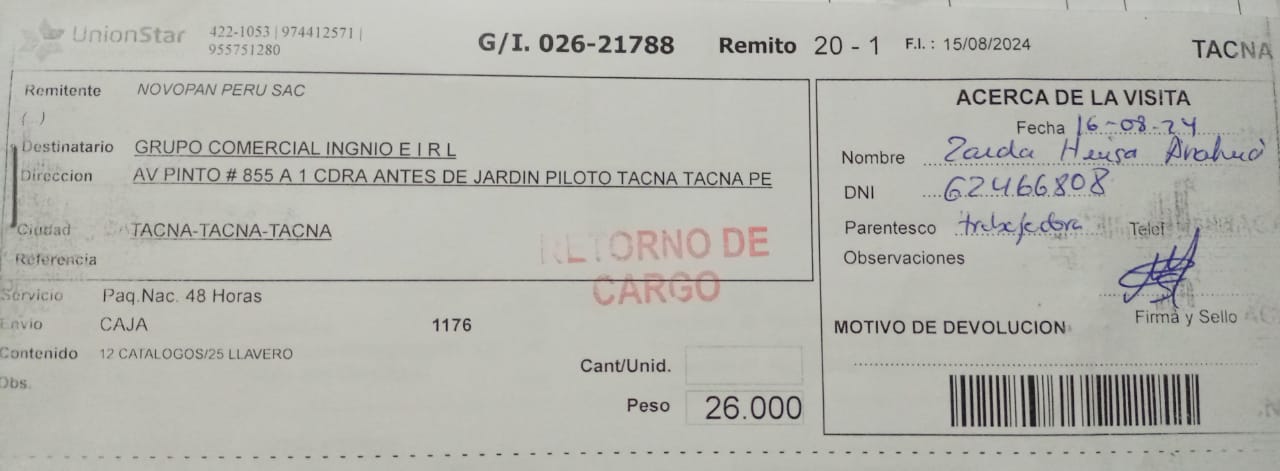 UnionStar
422-1053 | 974412571 |
955751280
G/I. 026-21788 Remito 20 - 1 F.I. : 15/08/2024 TACNA
Remitente NOVOPAN PERU SAC
( )
Destinatario GRUPO COMERCIAL INGNIO E I R L
Direccion AV PINTO # 855 A 1 CDRA ANTES DE JARDIN PILOTO TACNA TACNA PE
Ciudad TACNA-TACNA-TACNA
Referencia
RETORNO DE
CARGO
Servicio Paq.Nac. 48 Horas
Envio CAJA 1176
Contenido 12 CATALOGOS/25 LLAVERO
Obs.
Cant/Unid.
Peso 26.000
ACERCA DE LA VISITA
Fecha 16-08-24
Nombre Zaida
DNI 62466808
Parentesco trabajadora Telef
Observaciones
Firma y Sello
MOTIVO DE DEVOLUCION